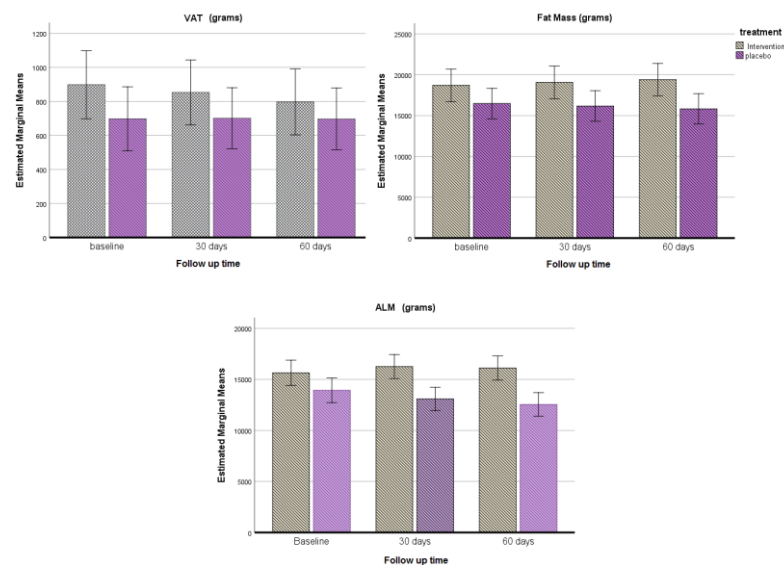 VAT (grams)
Estimated Marginal Means
1200
1000
800
600
400
200
0
baseline 30 days 60 days
Follow up time
Fat Mass (grams)
Estimated Marginal Means
25000
20000
15000
10000
5000
0
baseline 30 days 60 days
Follow up time
treatment
Intervention
placebo
ALM (grams)
Estimated Marginal Means
20000
15000
10000
5000
0
Baseline 30 days 60 days
Follow up time